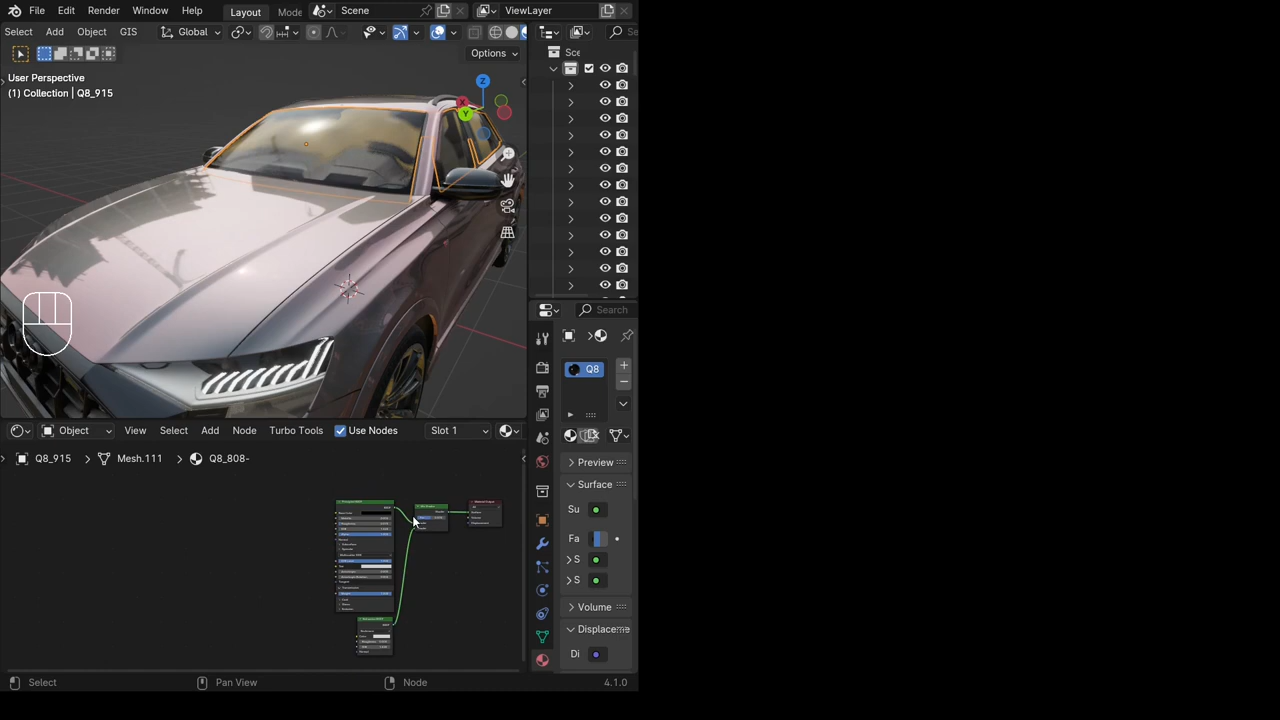 File Edit Render Window Help Layout Scene ViewLayer
Select Add Object GIS Global
Options
User Perspective
(1) Collection | Q8_915
Z
X
Y
Search
Q8
Object View Select Add Node Turbo Tools Use Nodes Slot 1
Q8_915 Mesh.111 Q8_808-
Preview
Surface
Su
Fa
S
S
Volume
Di
Select Pan View Node 4.1.0